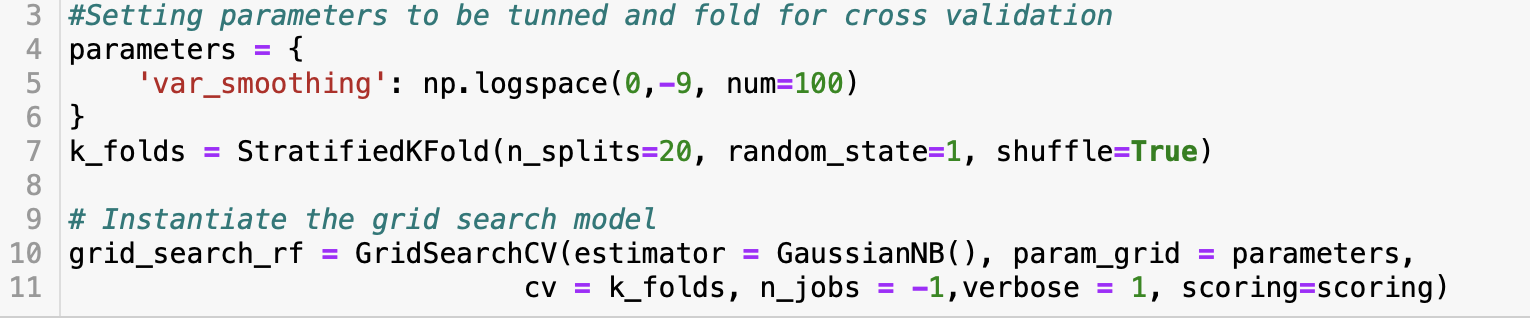 3 #Setting parameters to be tunned and fold for cross validation
4 parameters = {
5     'var_smoothing': np.logspace(0,-9, num=100)
6 }
7 k_folds = StratifiedKFold(n_splits=20, random_state=1, shuffle=True)
8
9 # Instantiate the grid search model
10 grid_search_rf = GridSearchCV(estimator = GaussianNB(), param_grid = parameters,
11                            cv = k_folds, n_jobs = -1,verbose = 1, scoring=scoring)